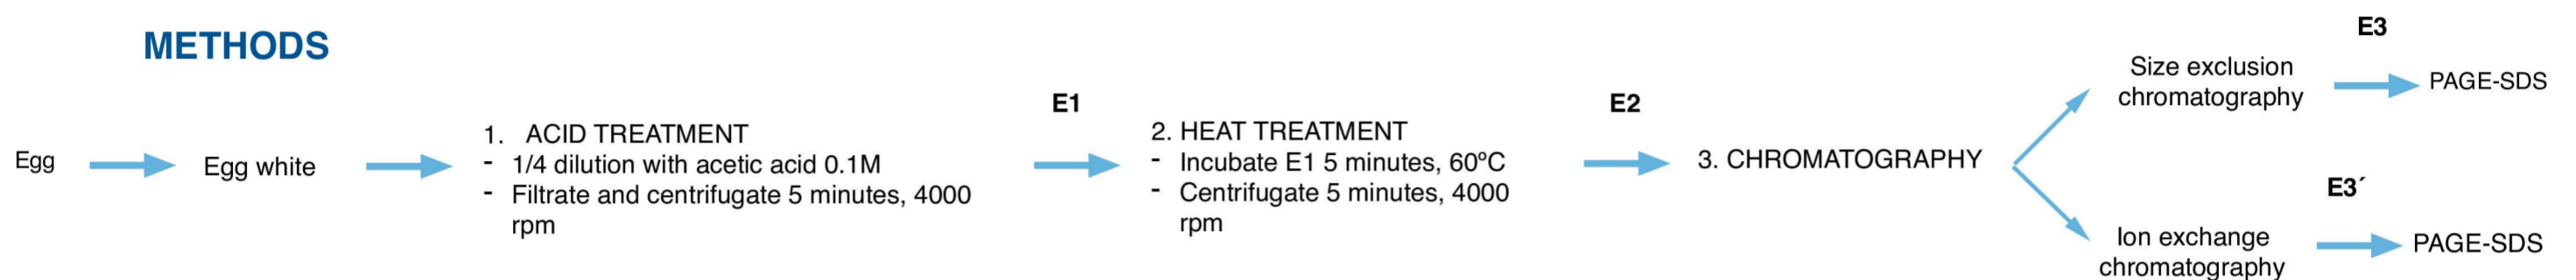 METHODS
Egg
Egg white
1. ACID TREATMENT
- 1/4 dilution with acetic acid 0.1M
- Filtrate and centrifugate 5 minutes, 4000
rpm
E1
2. HEAT TREATMENT
- Incubate E1 5 minutes, 60ºC
- Centrifugate 5 minutes, 4000
rpm
E2
3. CHROMATOGRAPHY
Size exclusion
chromatography
E3
PAGE-SDS
Ion exchange
chromatography
E3´
PAGE-SDS